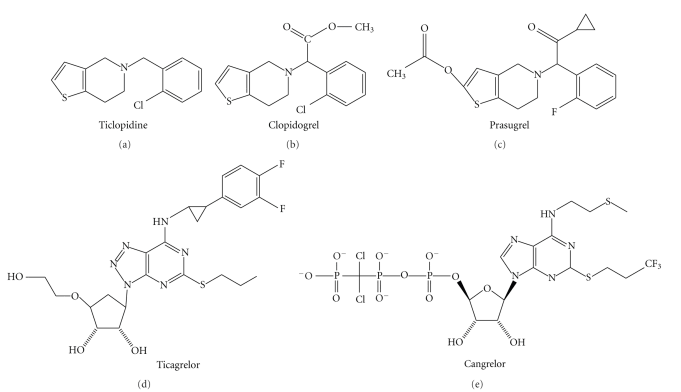 O
O CH₃
C
N
S
Cl
Ticlopidine
(a)
N
S
Cl
Clopidogrel
(b)
O
O
CH₃ O
N
S
F
Prasugrel
(c)
F
F
HN
N
N
N
N
N
S
HO
O
HO OH
Ticagrelor
(d)
S
HN
N
N
N
N
S
CF₃
O⁻ Cl O⁻ O⁻
⁻O P P O P O
O Cl O⁻ O
O
HO OH
Cangrelor
(e)